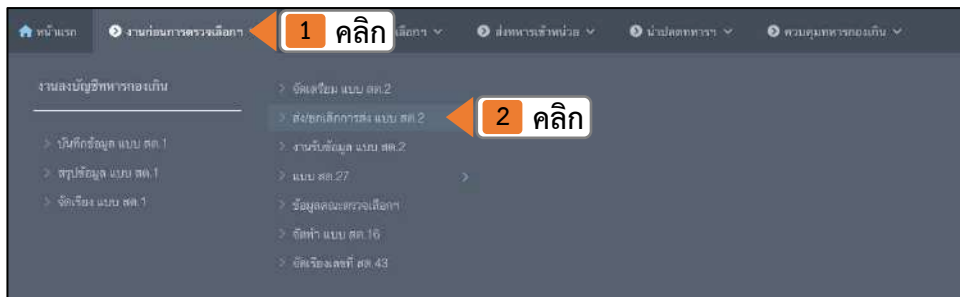 หน้าแรก งานก่อนการตรวจเลือกฯ 1 คลิก เลือกฯ ส่งทหารเข้าหน่วย นำปลดทหารฯ ควบคุมทหารกองเกิน
งานลงบัญชีทหารกองเกิน
จัดเตรียม แบบ สด.2
ส่ง/ยกเลิกการส่ง แบบ สด.2 2 คลิก
บันทึกข้อมูล แบบ สด.1
งานรับข้อมูล แบบ สด.2
สรุปข้อมูล แบบ สด.1
แบบ สด.27
จัดเรียง แบบ สด.1
ข้อมูลคณะตรวจเลือกฯ
จัดทำ แบบ สด.16
จัดเรียงเลขที่ สด.43